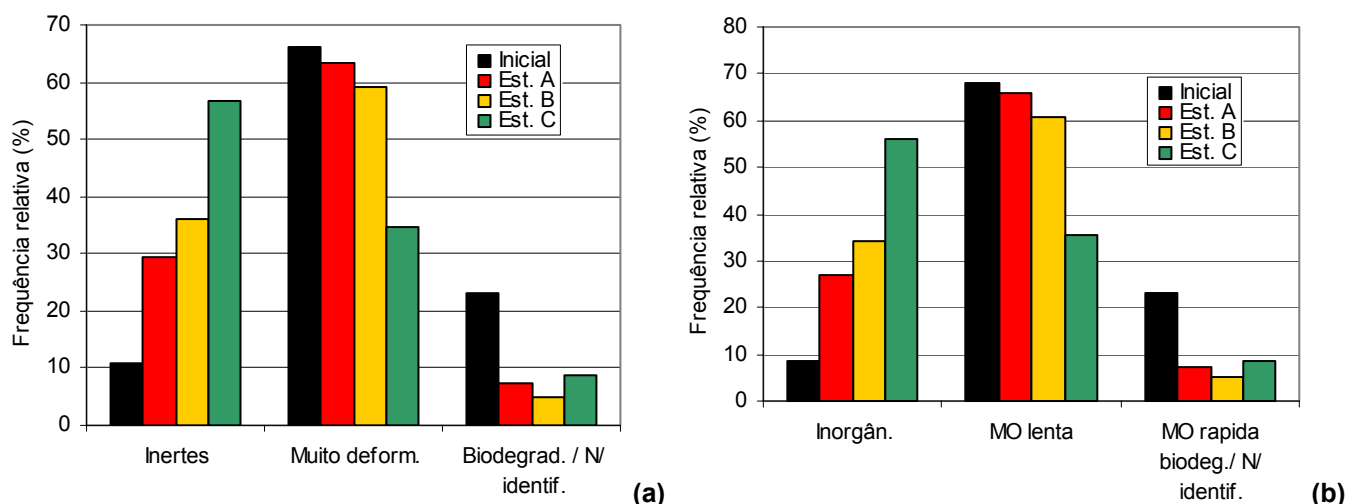 Frequência relativa (%)
70
60
50
40
30
20
10
0
Inicial
Est. A
Est. B
Est. C
Inertes
Muito deform.
Biodegrad. / N/
identif.
(a)
Frequência relativa (%)
80
70
60
50
40
30
20
10
0
Inicial
Est. A
Est. B
Est. C
Inorgân.
MO lenta
MO rapida
biodeg./ N/
identif.
(b)